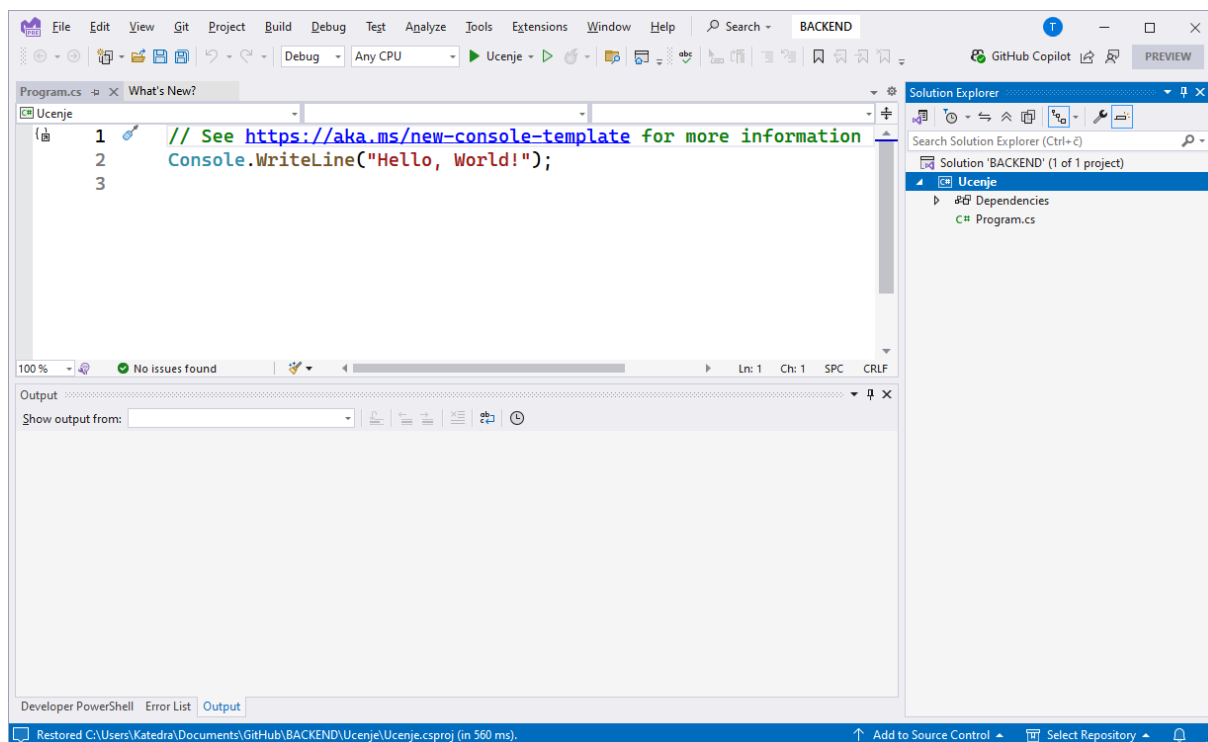 PRE File Edit View Git Project Build Debug Test Analyze Tools Extensions Window Help Search BACKEND T
Debug Any CPU Ucenje GitHub Copilot PREVIEW
Program.cs What's New?
C# Ucenje
1 // See https://aka.ms/new-console-template for more information
2 Console.WriteLine("Hello, World!");
3
100 % No issues found Ln: 1 Ch: 1 SPC CRLF
Output
Show output from:
Developer PowerShell Error List Output
Solution Explorer
Search Solution Explorer (Ctrl+č)
Solution 'BACKEND' (1 of 1 project)
C# Ucenje
Dependencies
C# Program.cs
Restored C:\Users\Katedra\Documents\GitHub\BACKEND\Ucenje\Ucenje.csproj (in 560 ms). Add to Source Control Select Repository